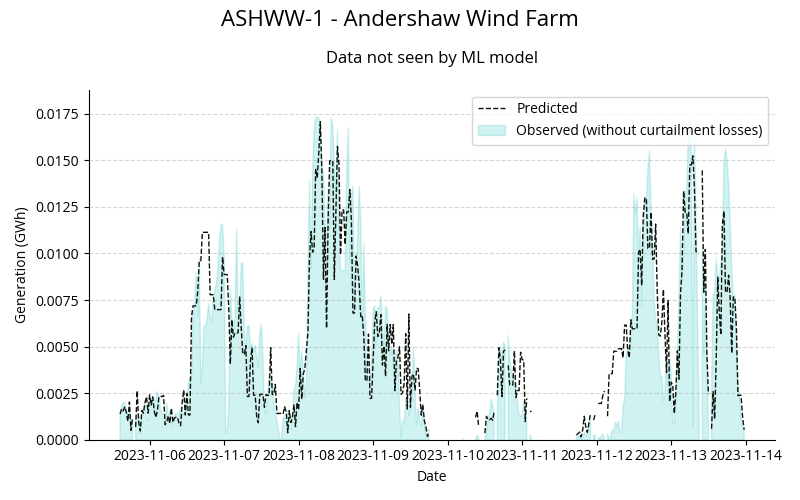 ASHWW-1 - Andershaw Wind Farm
Data not seen by ML model
Predicted
Observed (without curtailment losses)
Generation (GWh)
0.0175
0.0150
0.0125
0.0100
0.0075
0.0050
0.0025
0.0000
2023-11-06 2023-11-07 2023-11-08 2023-11-09 2023-11-10 2023-11-11 2023-11-12 2023-11-13 2023-11-14
Date